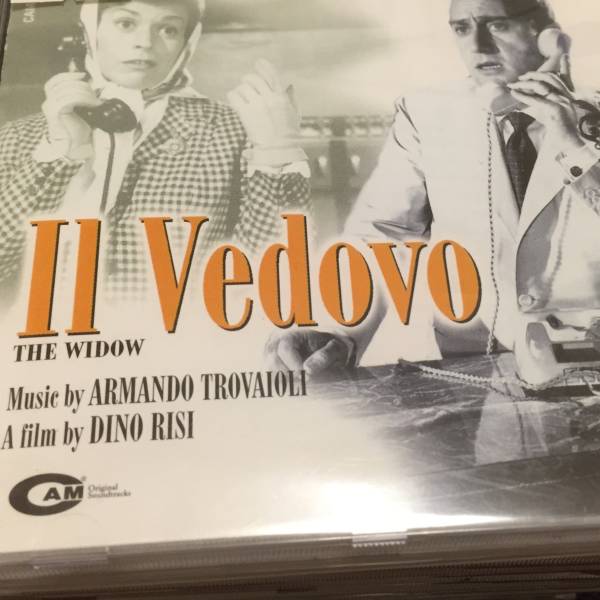 Il Vedovo
THE WIDOW
Music by ARMANDO TROVAIOLI
A film by DINO RISI
CAM®
Original
Soundtracks